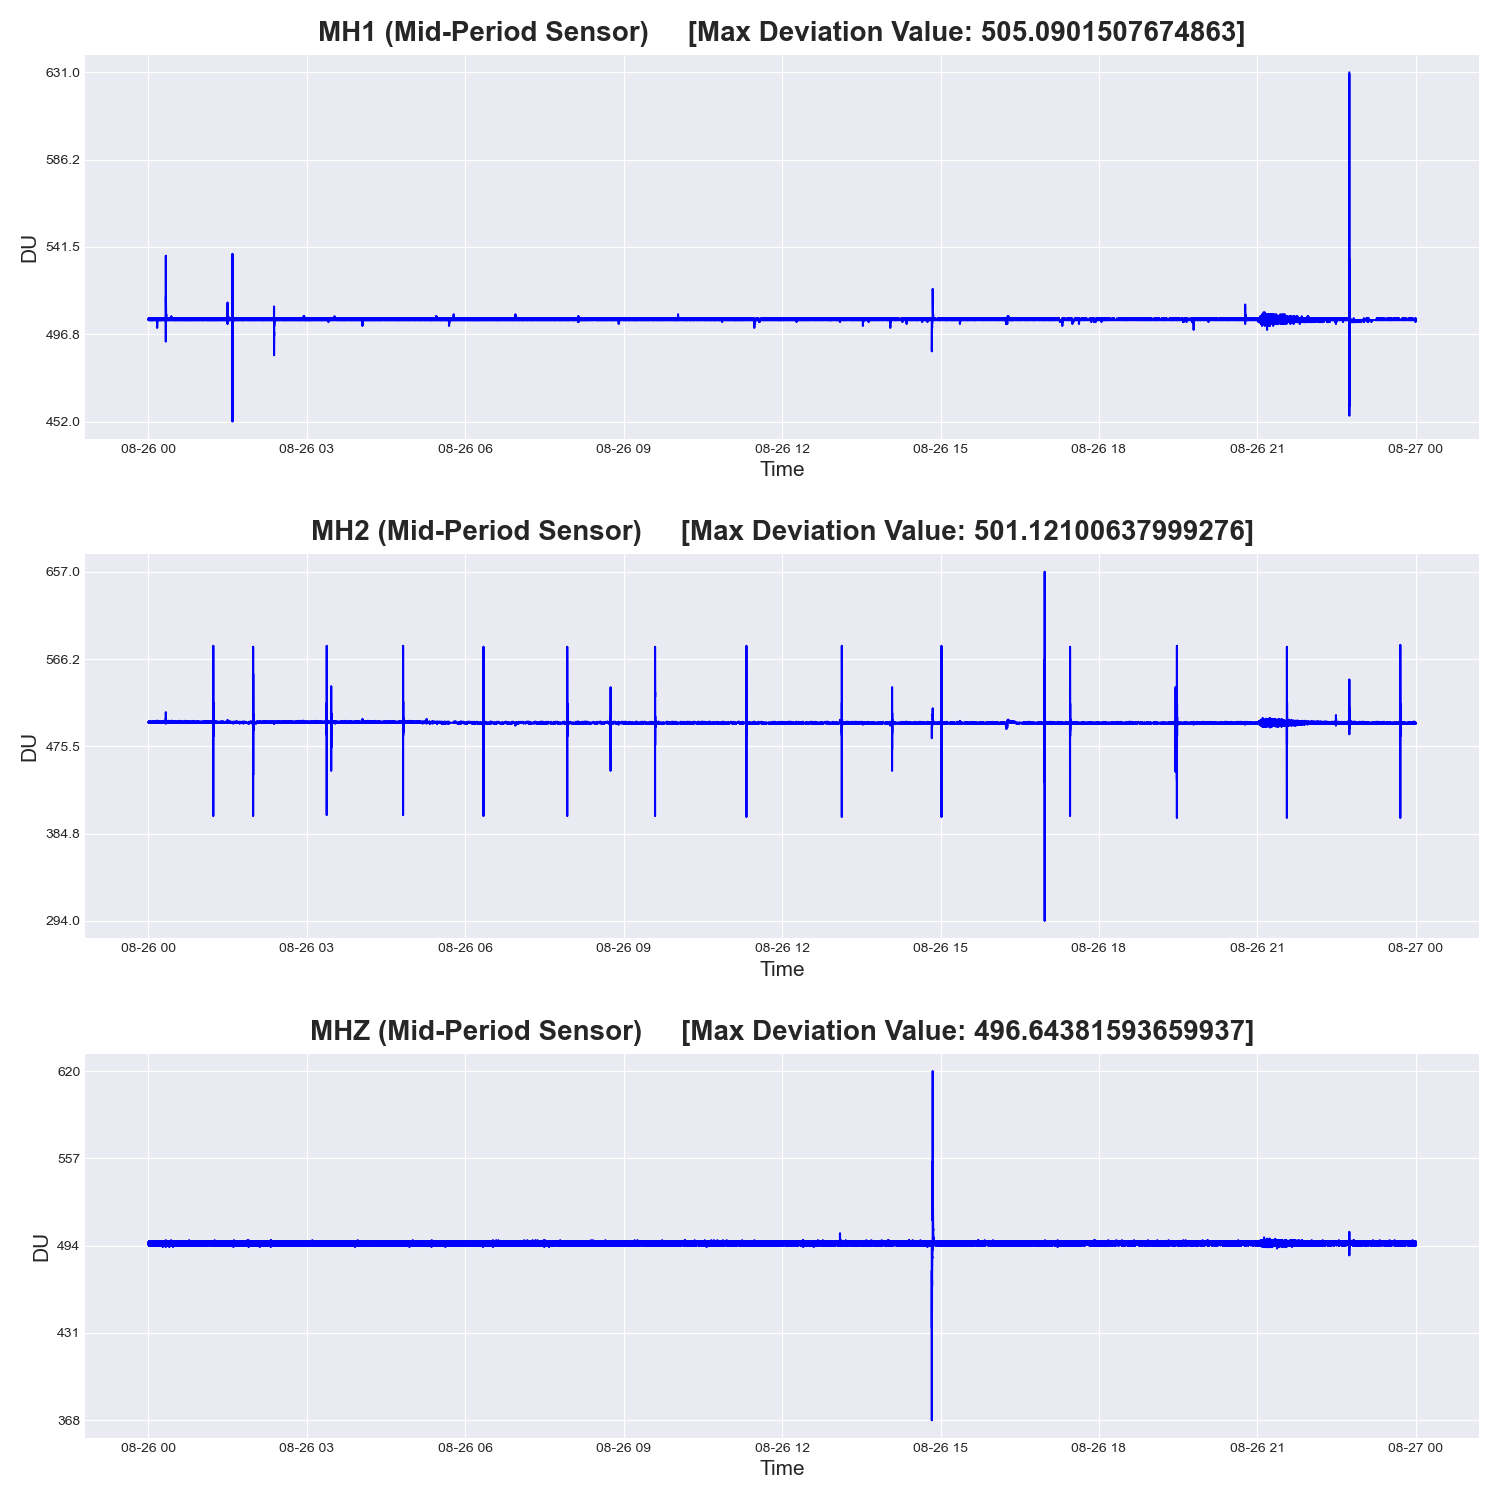 MH1 (Mid-Period Sensor) [Max Deviation Value: 505.0901507674863]
631.0
586.2
541.5
496.8
452.0
DU
08-26 00 08-26 03 08-26 06 08-26 09 08-26 12 08-26 15 08-26 18 08-26 21 08-27 00
Time
MH2 (Mid-Period Sensor) [Max Deviation Value: 501.12100637999276]
657.0
566.2
475.5
384.8
294.0
DU
08-26 00 08-26 03 08-26 06 08-26 09 08-26 12 08-26 15 08-26 18 08-26 21 08-27 00
Time
MHZ (Mid-Period Sensor) [Max Deviation Value: 496.64381593659937]
620
557
494
431
368
DU
08-26 00 08-26 03 08-26 06 08-26 09 08-26 12 08-26 15 08-26 18 08-26 21 08-27 00
Time